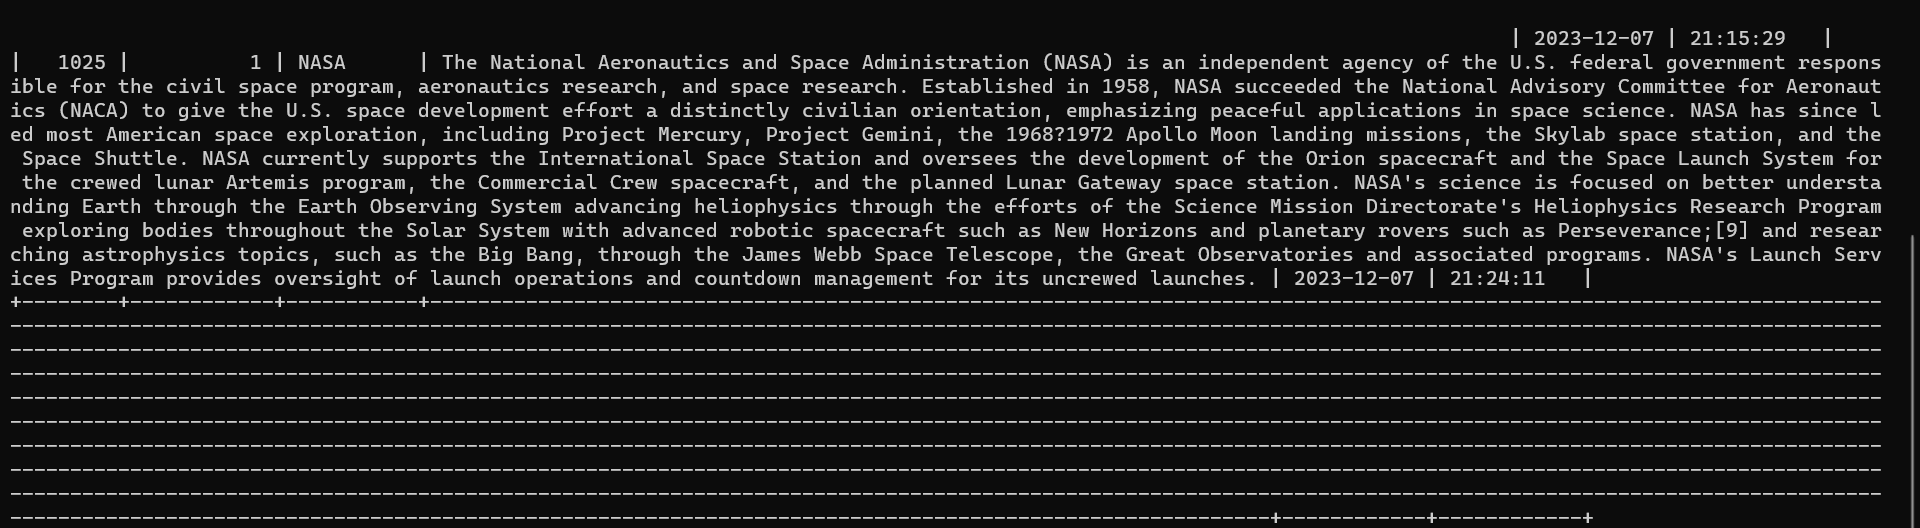 | 2023-12-07 | 21:15:29   |
|   1025 |          1 | NASA      | The National Aeronautics and Space Administration (NASA) is an independent agency of the U.S. federal government respons
ible for the civil space program, aeronautics research, and space research. Established in 1958, NASA succeeded the National Advisory Committee for Aeronaut
ics (NACA) to give the U.S. space development effort a distinctly civilian orientation, emphasizing peaceful applications in space science. NASA has since l
ed most American space exploration, including Project Mercury, Project Gemini, the 1968?1972 Apollo Moon landing missions, the Skylab space station, and the
 Space Shuttle. NASA currently supports the International Space Station and oversees the development of the Orion spacecraft and the Space Launch System for
 the crewed lunar Artemis program, the Commercial Crew spacecraft, and the planned Lunar Gateway space station. NASA's science is focused on better understa
nding Earth through the Earth Observing System advancing heliophysics through the efforts of the Science Mission Directorate's Heliophysics Research Program
 exploring bodies throughout the Solar System with advanced robotic spacecraft such as New Horizons and planetary rovers such as Perseverance;[9] and resear
ching astrophysics topics, such as the Big Bang, through the James Webb Space Telescope, the Great Observatories and associated programs. NASA's Launch Serv
ices Program provides oversight of launch operations and countdown management for its uncrewed launches. | 2023-12-07 | 21:24:11   |